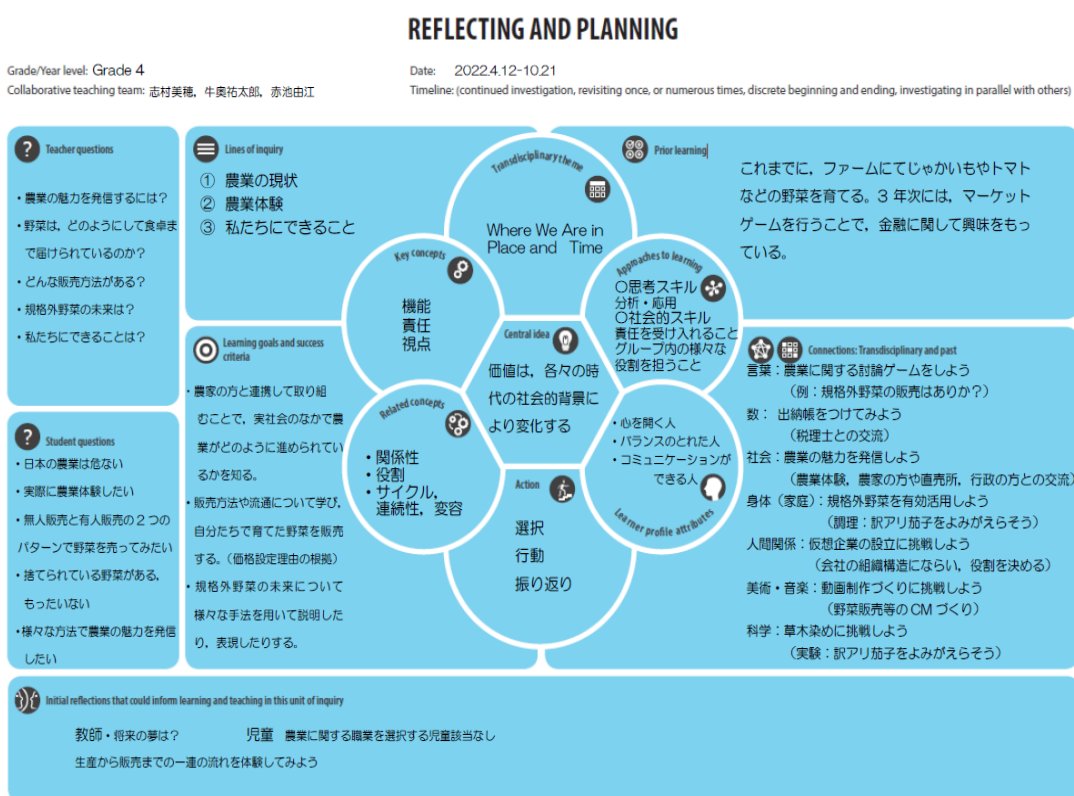 REFLECTING AND PLANNING
Grade/Year level: Grade 4
Date: 2022.4.12-10.21
Collaborative teaching team: 志村美穂，牛奥祐太郎，赤池由江
Timeline: (continued investigation, revisiting once, or numerous times, discrete beginning and ending, investigating in parallel with others)
Teacher questions
・農業の魅力を発信するには？
・野菜は，どのようにして食卓ま
で届けられているのか？
・どんな販売方法がある？
・規格外野菜の未来は？
・私たちにできることは？
Lines of inquiry
① 農業の現状
② 農業体験
③ 私たちにできること
Transdisciplinary theme
Where We Are in
Place and Time
Prior learning
これまでに，ファームにてじゃかいもやトマト
などの野菜を育てる。３年次には，マーケット
ゲームを行うことで，金融に関して興味をもっ
ている。
Key concepts
機能
責任
視点
Approaches to learning
○思考スキル
分析・応用
○社会的スキル
責任を受け入れること
グループ内の様々な
役割を担うこと
Central idea
価値は，各々の時
代の社会的背景に
より変化する
Student questions
・日本の農業は危ない
・実際に農業体験したい
・無人販売と有人販売の２つの
パターンで野菜を売ってみたい
・捨てられている野菜がある，
もったいない
・様々な方法で農業の魅力を発信
したい
Learning goals and success
criteria
・農家の方と連携して取り組
むことで，実社会のなかで農
業がどのように進められてい
るかを知る。
・販売方法や流通について学び，
自分たちで育てた野菜を販売
する。（価格設定理由の根拠）
・規格外野菜の未来について
様々な手法を用いて説明した
り，表現したりする。
Related concepts
・関係性
・役割
・サイクル，
連続性，変容
Action
選択
行動
振り返り
・心を開く人
・バランスのとれた人
・コミュニケーションが
できる人
Learner profile attributes
Connections: Transdisciplinary and past
言葉：農業に関する討論ゲームをしよう
（例：規格外野菜の販売はありか？）
数： 出納帳をつけてみよう
（税理士との交流）
社会：農業の魅力を発信しよう
（農業体験，農家の方や直売所，行政の方との交流）
身体（家庭）：規格外野菜を有効活用しよう
（調理：訳アリ茄子をよみがえらそう）
人間関係：仮想企業の設立に挑戦しよう
（会社の組織構造にならい，役割を決める）
美術・音楽：動画制作づくりに挑戦しよう
（野菜販売等の CM づくり）
科学：草木染めに挑戦しよう
（実験：訳アリ茄子をよみがえらそう）
Initial reflections that could inform learning and teaching in this unit of inquiry
教師・将来の夢は？ 児童 農業に関する職業を選択する児童該当なし
生産から販売までの一連の流れを体験してみよう